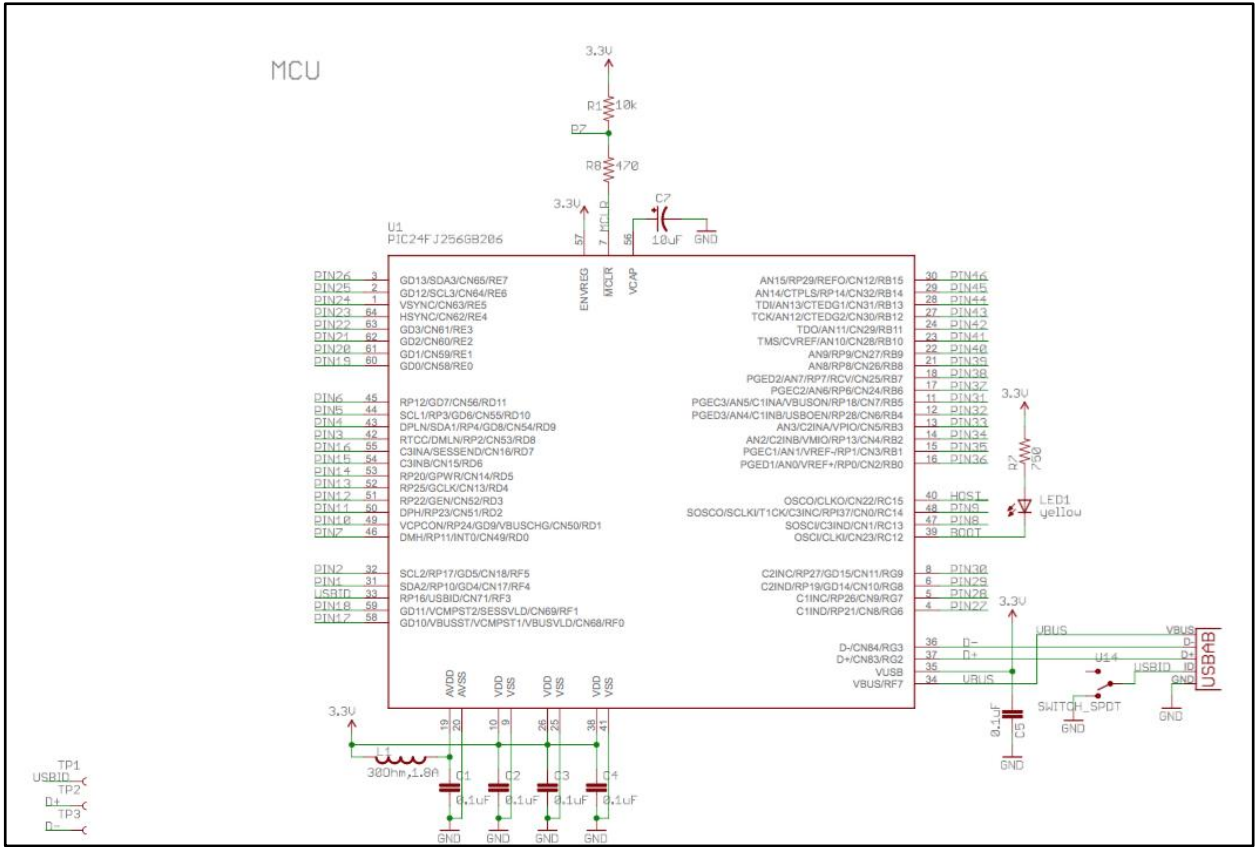 MCU
3.3V
R1 10k
PZ
R8 470
MCLR
3.3V
C7
10uF
GND
U1
PIC24FJ256GB206
57 7 56
ENVREG MCLR VCAP
PIN26 3 GD13/SDA3/CN65/RE7
PIN25 2 GD12/SCL3/CN64/RE6
PIN24 1 VSYNC/CN63/RE5
PIN23 64 HSYNC/CN62/RE4
PIN22 63 GD3/CN61/RE3
PIN21 62 GD2/CN60/RE2
PIN20 61 GD1/CN59/RE1
PIN19 60 GD0/CN58/RE0
PIN6 45 RP12/GD7/CN56/RD11
PIN5 44 SCL1/RP3/GD6/CN55/RD10
PIN4 43 DPLN/SDA1/RP4/GD8/CN54/RD9
PIN3 42 RTCC/DMLN/RP2/CN53/RD8
PIN16 55 C3INA/SESSEND/CN16/RD7
PIN15 54 C3INB/CN15/RD6
PIN14 53 RP20/GPWR/CN14/RD5
PIN13 52 RP25/GCLK/CN13/RD4
PIN12 51 RP22/GEN/CN52/RD3
PIN11 50 DPH/RP23/CN51/RD2
PIN10 49 VCPCON/RP24/GD9/VBUSCHG/CN50/RD1
PIN7 46 DMH/RP11/INT0/CN49/RD0
PIN2 32 SCL2/RP17/GD5/CN18/RF5
PIN1 31 SDA2/RP10/GD4/CN17/RF4
USBID 33 RP16/USBID/CN71/RF3
PIN18 59 GD11/VCMPST2/SESSVLD/CN69/RF1
PIN17 58 GD10/VBUSST/VCMPST1/VBUSVLD/CN68/RF0
AN15/RP29/REFO/CN12/RB15 30 PIN46
AN14/CTPLS/RP14/CN32/RB14 29 PIN45
TDI/AN13/CTEDG1/CN31/RB13 28 PIN44
TCK/AN12/CTEDG2/CN30/RB12 27 PIN43
TDO/AN11/CN29/RB11 24 PIN42
TMS/CVREF/AN10/CN28/RB10 23 PIN41
AN9/RP9/CN27/RB9 22 PIN40
AN8/RP8/CN26/RB8 21 PIN39
PGED2/AN7/RP7/RCV/CN25/RB7 18 PIN38
PGEC2/AN6/RP6/CN24/RB6 17 PIN37
PGEC3/AN5/C1INA/VBUSON/RP18/CN7/RB5 11 PIN31
PGED3/AN4/C1INB/USBOEN/RP28/CN6/RB4 12 PIN32
AN3/C2INA/VPIO/CN5/RB3 13 PIN33
AN2/C2INB/VMIO/RP13/CN4/RB2 14 PIN34
PGEC1/AN1/VREF-/RP1/CN3/RB1 15 PIN35
PGED1/AN0/VREF+/RP0/CN2/RB0 16 PIN36
3.3V
R7 750
LED1
yellow
OSCO/CLKO/CN22/RC15 40 HOST
SOSCO/SCLKI/T1CK/C3INC/RPI37/CN0/RC14 48 PIN9
SOSCI/C3IND/CN1/RC13 47 PIN8
OSCI/CLKI/CN23/RC12 39 BOOT
C2INC/RP27/GD15/CN11/RG9 8 PIN30
C2IND/RP19/GD14/CN10/RG8 6 PIN29
C1INC/RP26/CN9/RG7 5 PIN28
C1IND/RP21/CN8/RG6 4 PIN27
3.3V
D-/CN84/RG3 36 D-
D+/CN83/RG2 37 D+
VUSB 35
VBUS/RF7 34 VBUS
VBUS
U14
USBID
SWITCH_SPDT
GND
VBUS
D-
D+
ID
GND
USBAB
GND
0.1uF C5
GND
AVDD AVSS VDD VSS VDD VSS VDD VSS
19 20 10 9 26 25 38 41
3.3V
L1
30Ohm,1.8A
C1 C2 C3 C4
0.1uF 0.1uF 0.1uF 0.1uF
GND GND GND GND
TP1
USBID
TP2
D+
TP3
D-